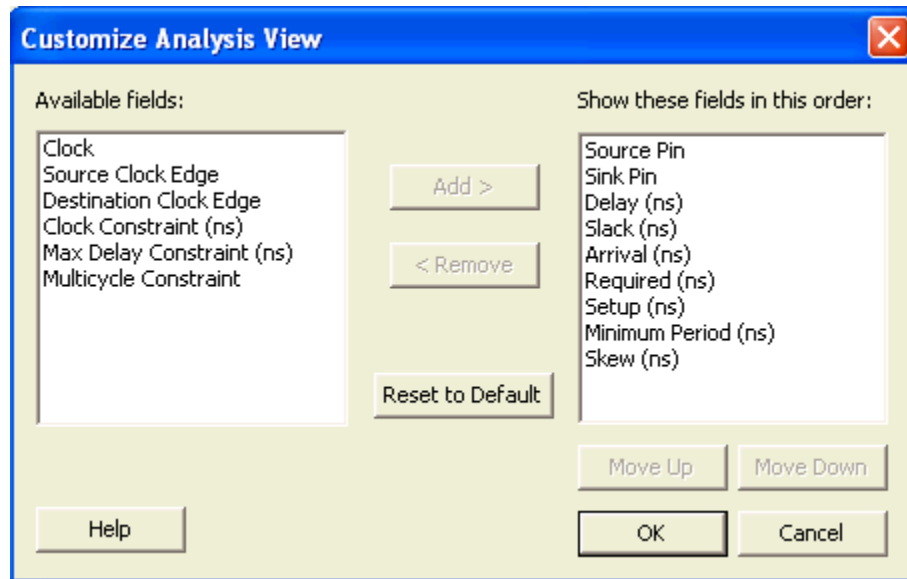 Customize Analysis View
Available fields:
Clock
Source Clock Edge
Destination Clock Edge
Clock Constraint (ns)
Max Delay Constraint (ns)
Multicycle Constraint
Add >
< Remove
Reset to Default
Show these fields in this order:
Source Pin
Sink Pin
Delay (ns)
Slack (ns)
Arrival (ns)
Required (ns)
Setup (ns)
Minimum Period (ns)
Skew (ns)
Move Up
Move Down
Help
OK
Cancel